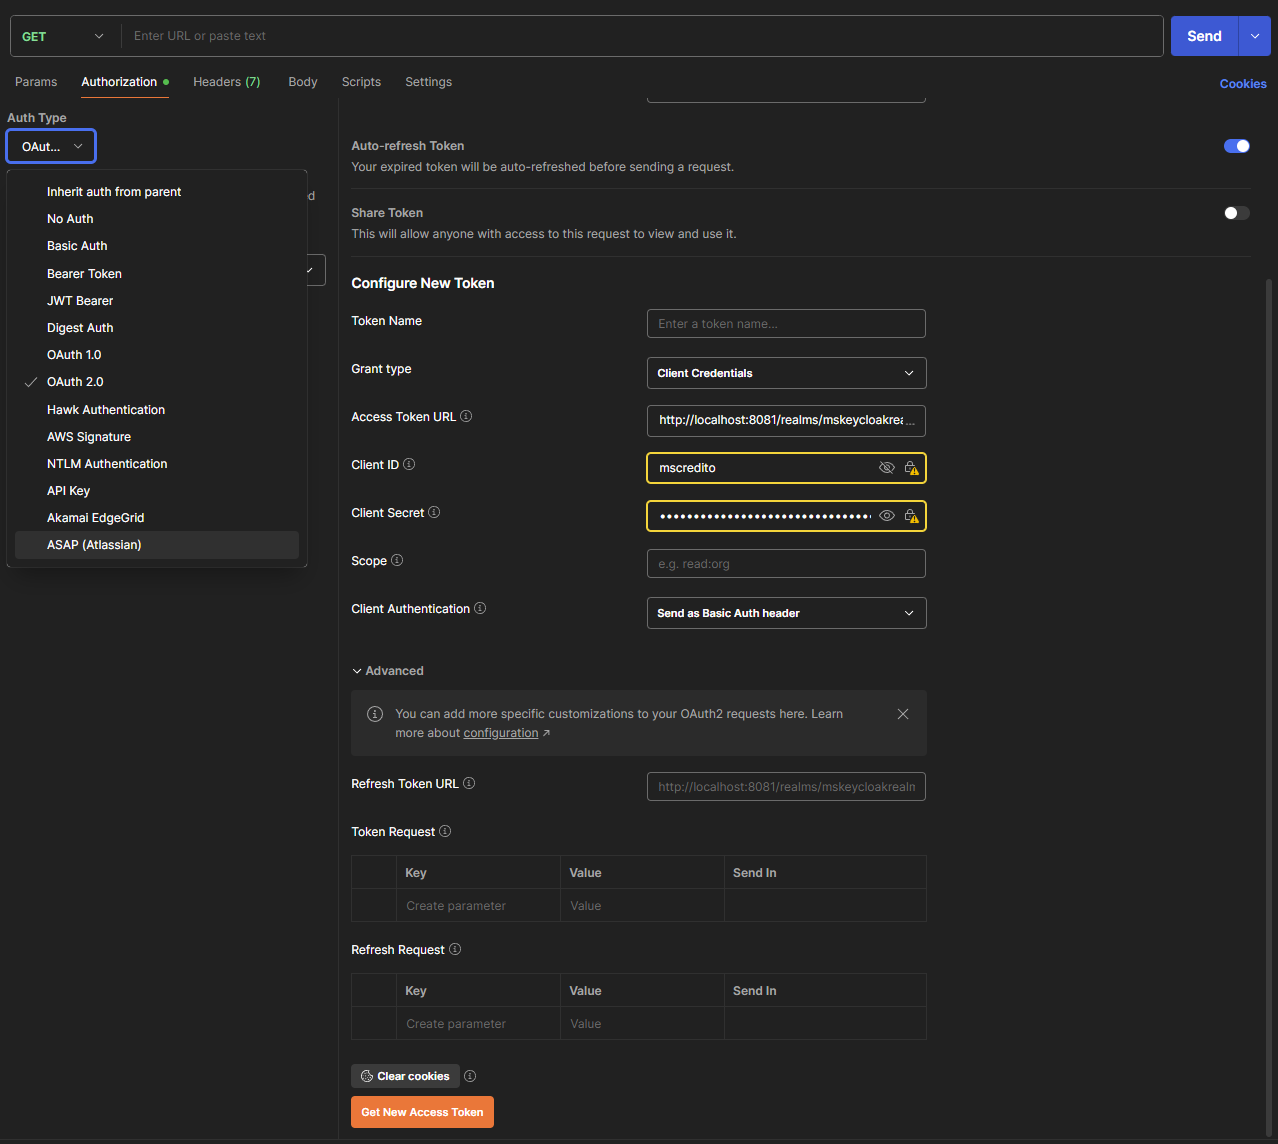 GET
Enter URL or paste text
Send
Params
Authorization
Headers (7)
Body
Scripts
Settings
Cookies
Auth Type
OAut...
Inherit auth from parent
No Auth
Basic Auth
Bearer Token
JWT Bearer
Digest Auth
OAuth 1.0
OAuth 2.0
Hawk Authentication
AWS Signature
NTLM Authentication
API Key
Akamai EdgeGrid
ASAP (Atlassian)
Auto-refresh Token
Your expired token will be auto-refreshed before sending a request.
Share Token
This will allow anyone with access to this request to view and use it.
Configure New Token
Token Name
Enter a token name...
Grant type
Client Credentials
Access Token URL
http://localhost:8081/realms/mskeycloakrea...
Client ID
mscredito
Client Secret
Scope
e.g. read:org
Client Authentication
Send as Basic Auth header
Advanced
You can add more specific customizations to your OAuth2 requests here. Learn
more about configuration ↗
Refresh Token URL
http://localhost:8081/realms/mskeycloakrealm
Token Request
Key Value Send In
Create parameter Value
Refresh Request
Key Value Send In
Create parameter Value
Clear cookies
Get New Access Token